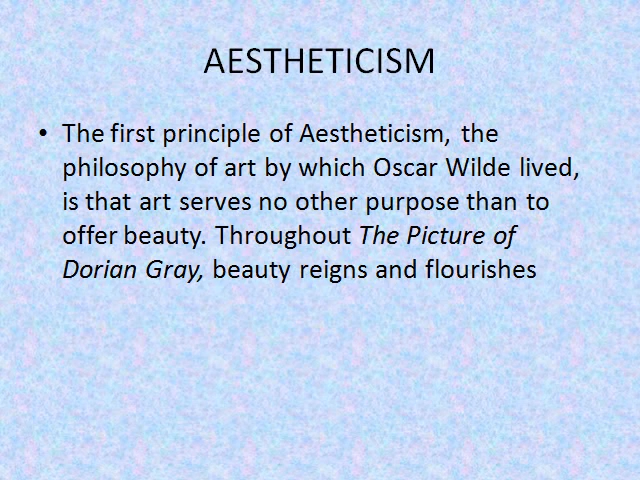 AESTHETICISM
• The first principle of Aestheticism, the
philosophy of art by which Oscar Wilde lived,
is that art serves no other purpose than to
offer beauty. Throughout The Picture of
Dorian Gray, beauty reigns and flourishes